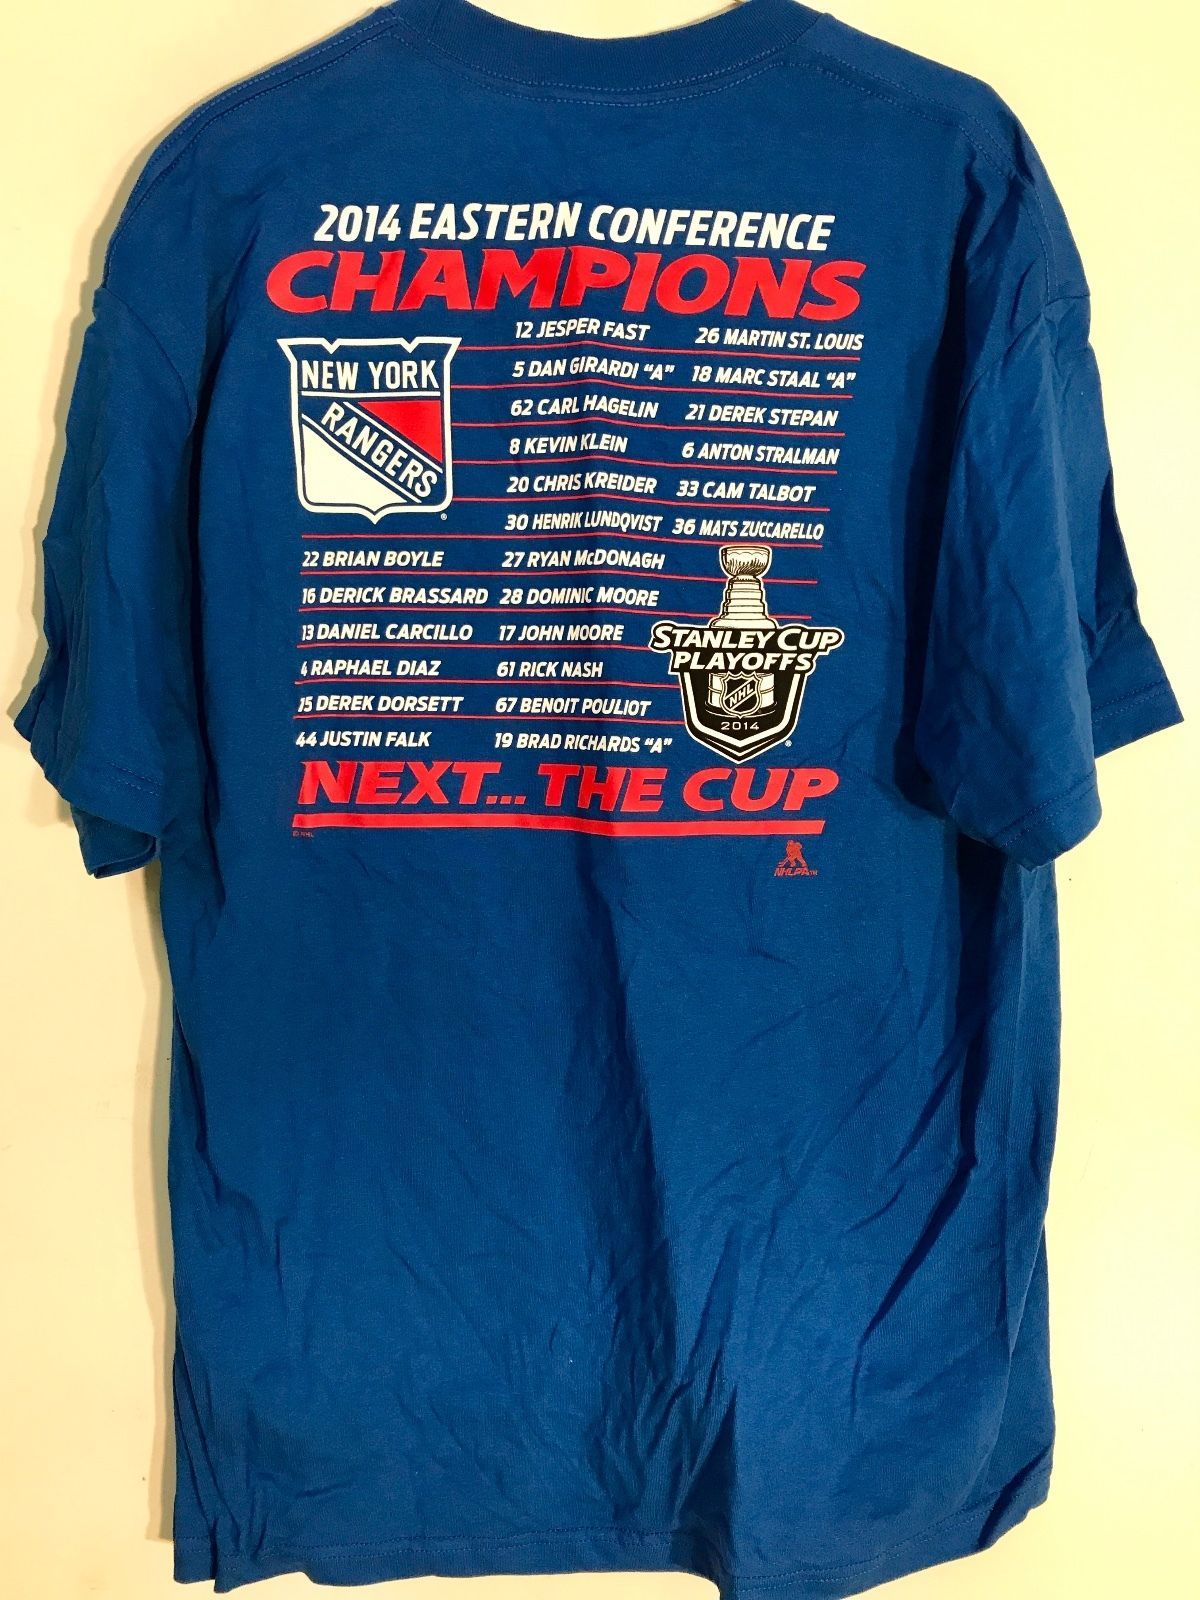 2014 EASTERN CONFERENCE
CHAMPIONS
NEW YORK
RANGERS
®
12 JESPER FAST
5 DAN GIRARDI "A"
62 CARL HAGELIN
8 KEVIN KLEIN
20 CHRIS KREIDER
30 HENRIK LUNDQVIST
26 MARTIN ST. LOUIS
18 MARC STAAL "A"
21 DEREK STEPAN
6 ANTON STRALMAN
33 CAM TALBOT
36 MATS ZUCCARELLO
22 BRIAN BOYLE
16 DERICK BRASSARD
13 DANIEL CARCILLO
4 RAPHAEL DIAZ
15 DEREK DORSETT
44 JUSTIN FALK
27 RYAN McDONAGH
28 DOMINIC MOORE
17 JOHN MOORE
61 RICK NASH
67 BENOIT POULIOT
19 BRAD RICHARDS "A"
STANLEY CUP
PLAYOFFS
NHL
2014
®
NEXT... THE CUP
© NHL
NHLPA™